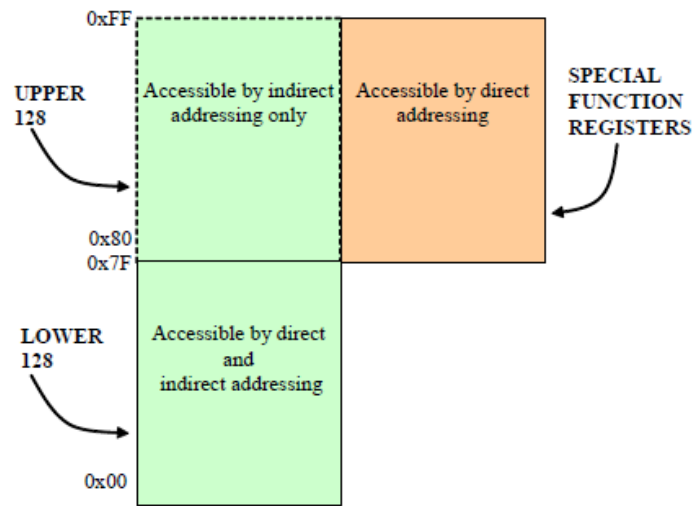 0xFF
UPPER
128
Accessible by indirect
addressing only
Accessible by direct
addressing
SPECIAL
FUNCTION
REGISTERS
0x80
0x7F
LOWER
128
Accessible by direct
and
indirect addressing
0x00